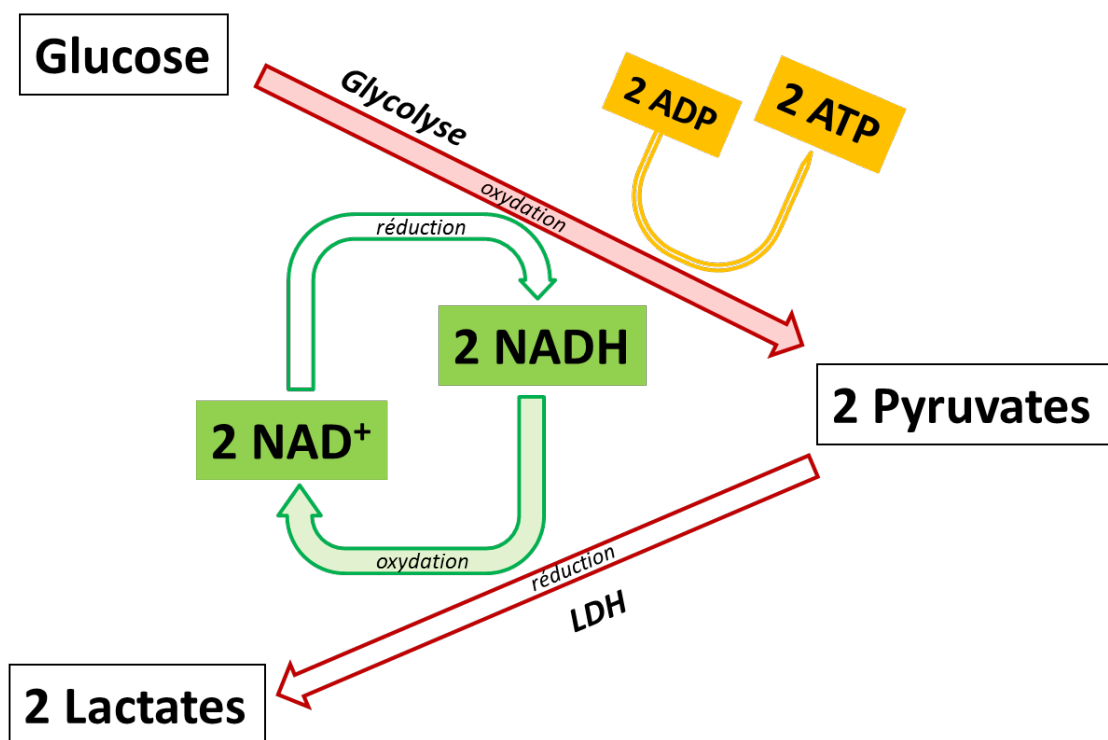 Glucose
Glycolyse
2 ADP
2 ATP
oxydation
réduction
2 NADH
2 Pyruvates
2 NAD⁺
oxydation
réduction
LDH
2 Lactates